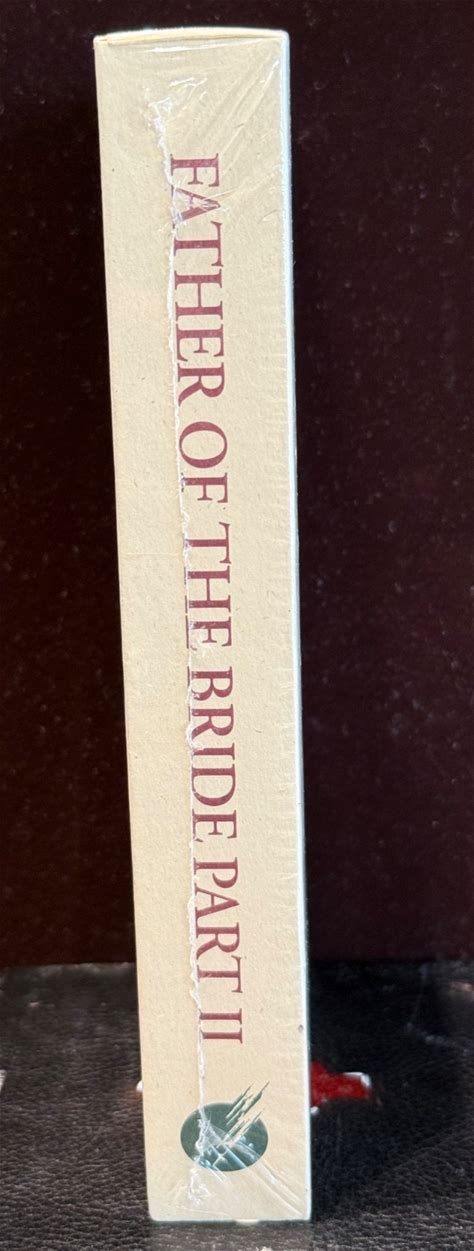 FATHER OF THE BRIDE PART II